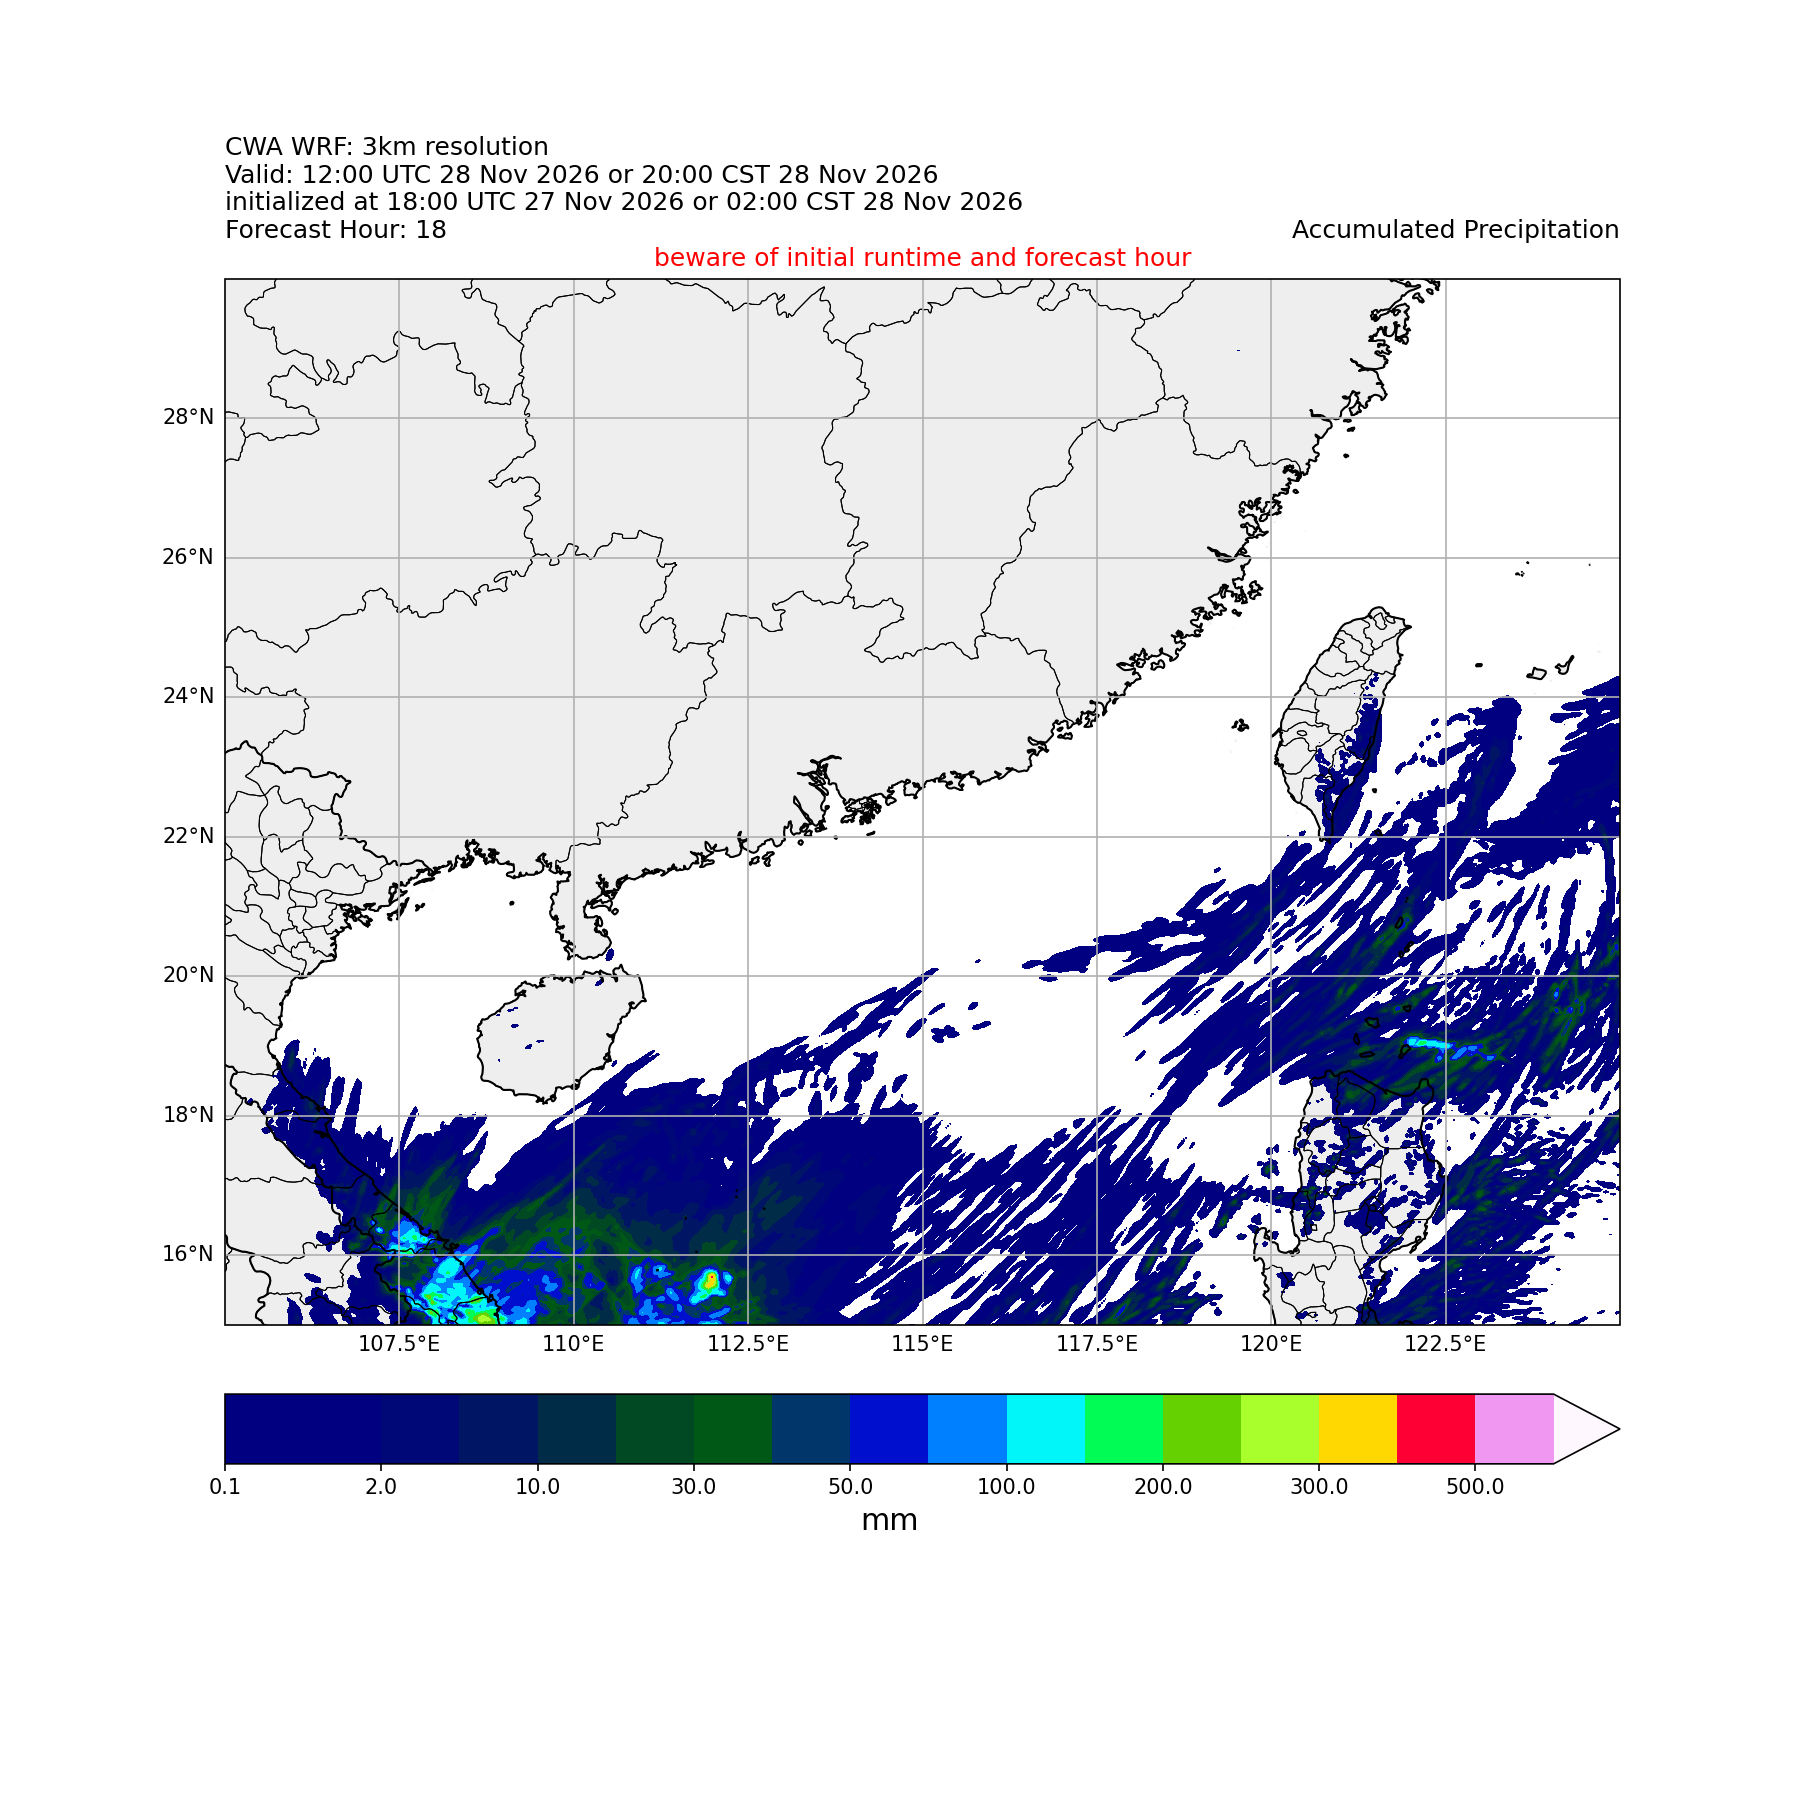 CWA WRF: 3km resolution
Valid: 12:00 UTC 28 Nov 2026 or 20:00 CST 28 Nov 2026
initialized at 18:00 UTC 27 Nov 2026 or 02:00 CST 28 Nov 2026
Forecast Hour: 18
Accumulated Precipitation
beware of initial runtime and forecast hour
28°N
26°N
24°N
22°N
20°N
18°N
16°N
107.5°E 110°E 112.5°E 115°E 117.5°E 120°E 122.5°E
0.1 2.0 10.0 30.0 50.0 100.0 200.0 300.0 500.0
mm